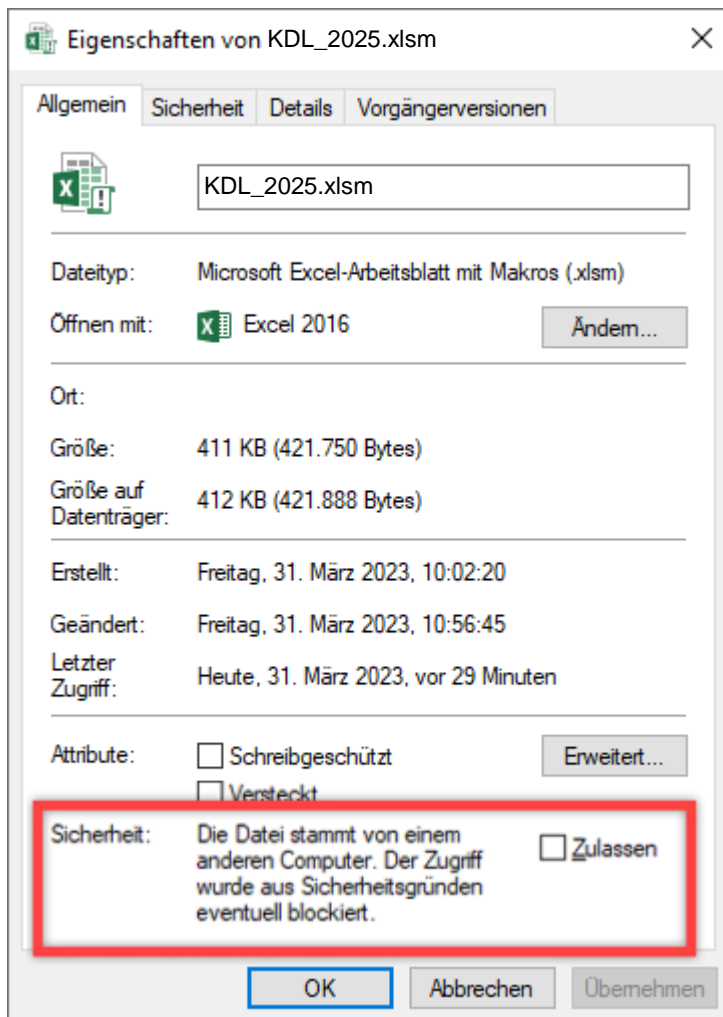 Eigenschaften von KDL_2025.xlsm
Allgemein Sicherheit Details Vorgängerversionen
KDL_2025.xlsm
Dateityp: Microsoft Excel-Arbeitsblatt mit Makros (.xlsm)
Öffnen mit: Excel 2016 Ändern...
Ort:
Größe: 411 KB (421.750 Bytes)
Größe auf
Datenträger: 412 KB (421.888 Bytes)
Erstellt: Freitag, 31. März 2023, 10:02:20
Geändert: Freitag, 31. März 2023, 10:56:45
Letzter
Zugriff: Heute, 31. März 2023, vor 29 Minuten
Attribute: Schreibgeschützt Erweitert...
Versteckt
Sicherheit: Die Datei stammt von einem
anderen Computer. Der Zugriff
wurde aus Sicherheitsgründen
eventuell blockiert.
Zulassen
OK Abbrechen Übernehmen